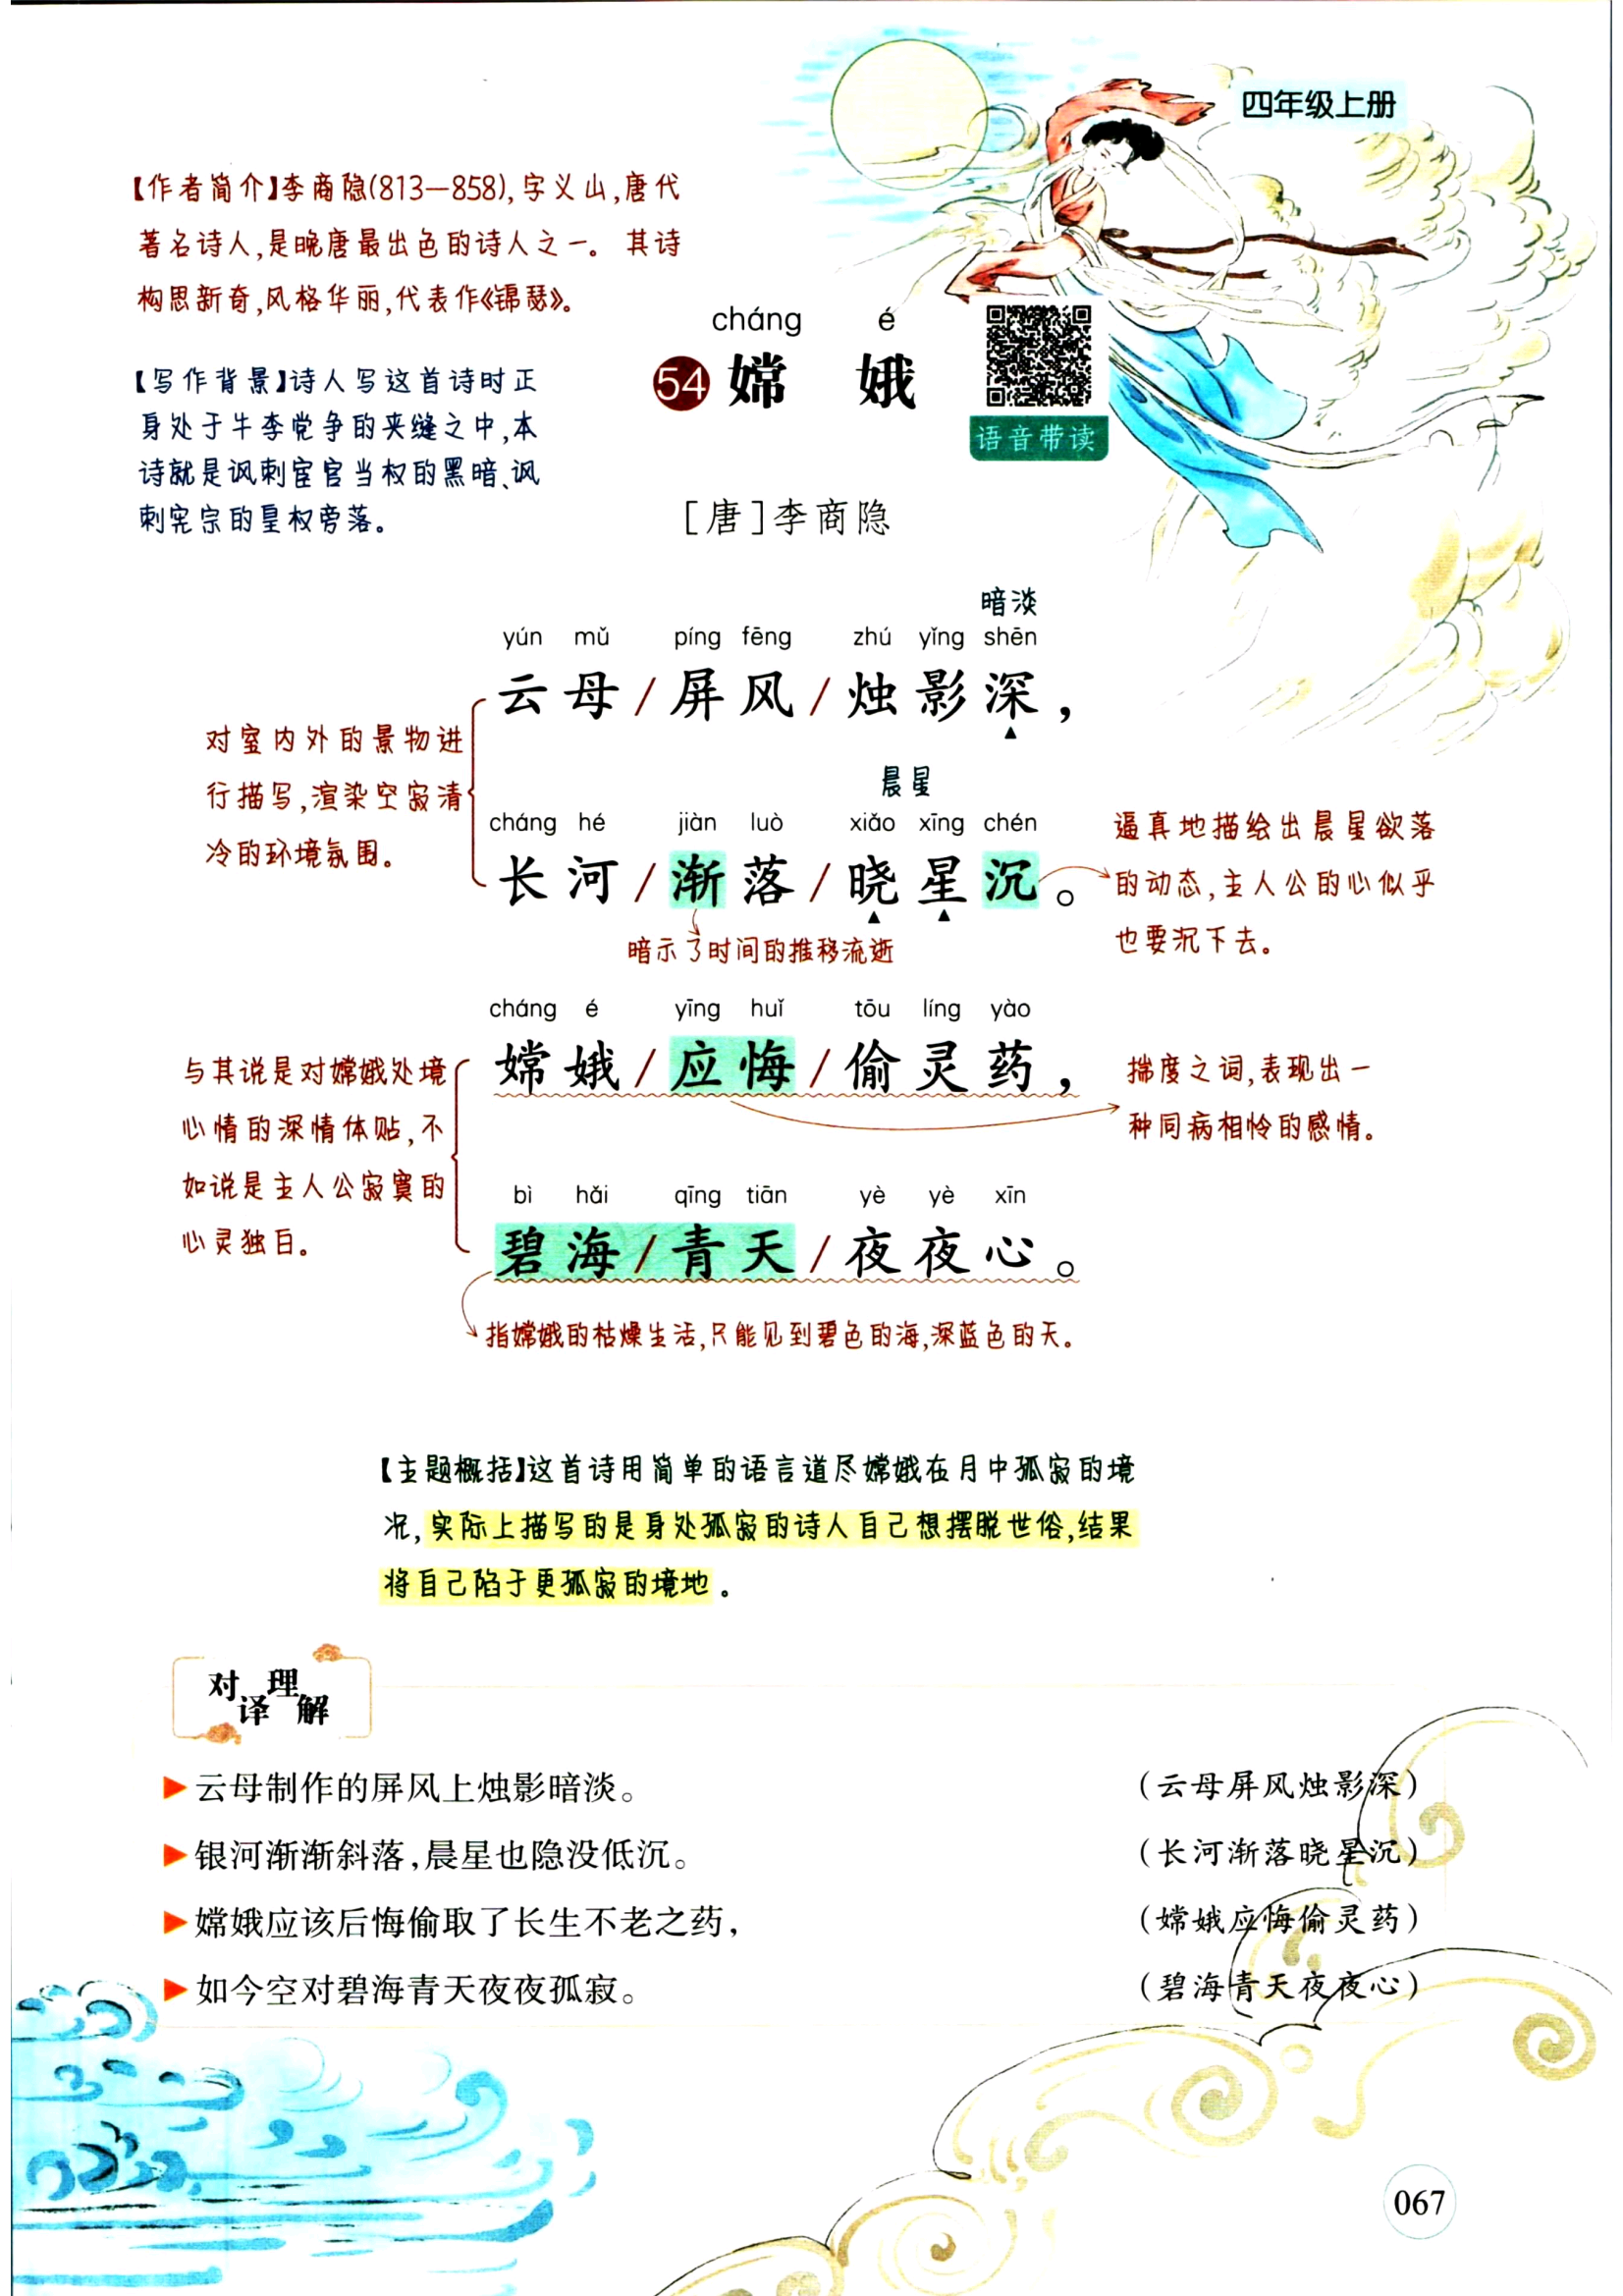 四年级上册
【作者简介】李商隐(813—858),字义山,唐代
著名诗人,是晚唐最出色的诗人之一。其诗
构思新奇,风格华丽,代表作《锦瑟》。
【写作背景】诗人写这首诗时正
身处于牛李党争的夹缝之中,本
诗就是讽刺宦官当权的黑暗、讽
刺宪宗的皇权旁落。
cháng é
54 嫦娥
语音带读
[唐]李商隐
暗淡
yún mǔ píng fēng zhú yǐng shēn
云母/屏风/烛影深,
对室内外的景物进
行描写,渲染空寂清
冷的环境氛围。
晨星
cháng hé jiàn luò xiǎo xīng chén
长河/渐落/晓星沉。
逼真地描绘出晨星欲落
的动态,主人公的心似乎
也要沉下去。
暗示了时间的推移流逝
cháng é yīng huǐ tōu líng yào
嫦娥/应悔/偷灵药,
揣度之词,表现出一
种同病相怜的感情。
与其说是对嫦娥处境
心情的深情体贴,不
如说是主人公寂寞的
心灵独白。
bì hǎi qīng tiān yè yè xīn
碧海/青天/夜夜心。
指嫦娥的枯燥生活,只能见到碧色的海,深蓝色的天。
【主题概括】这首诗用简单的语言道尽嫦娥在月中孤寂的境
况,实际上描写的是身处孤寂的诗人自己想摆脱世俗,结果
将自己陷于更孤寂的境地。
对译理解
▶云母制作的屏风上烛影暗淡。 (云母屏风烛影深)
▶银河渐渐斜落,晨星也隐没低沉。 (长河渐落晓星沉)
▶嫦娥应该后悔偷取了长生不老之药, (嫦娥应悔偷灵药)
▶如今空对碧海青天夜夜孤寂。 (碧海青天夜夜心)
067